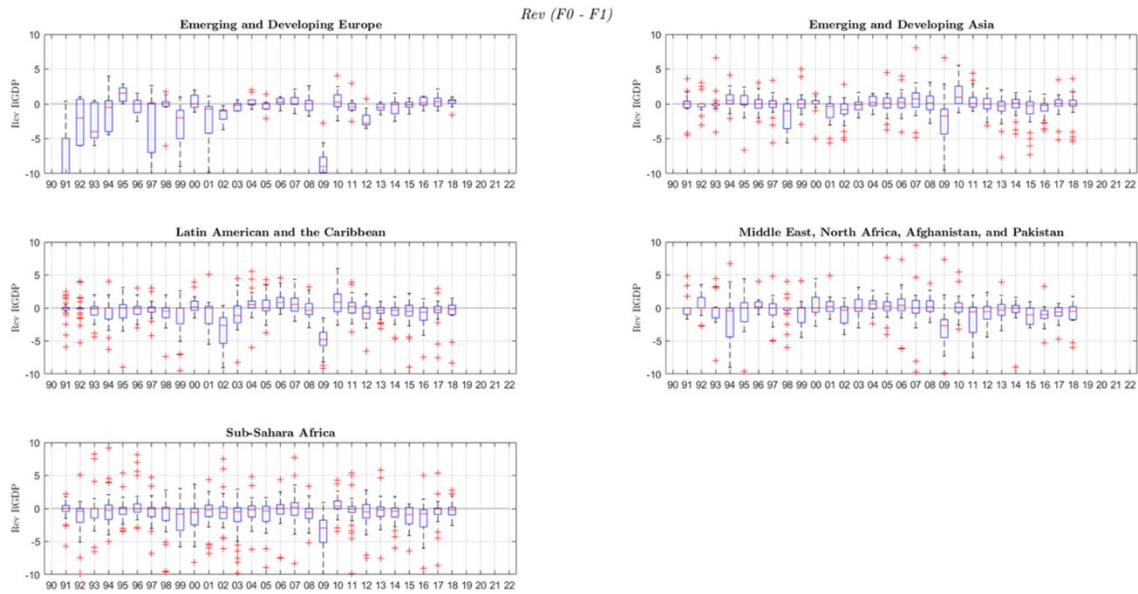 Rev (F0 - F1)
Emerging and Developing Europe
10
5
0
-5
-10
Rev RGDP
90 91 92 93 94 95 96 97 98 99 00 01 02 03 04 05 06 07 08 09 10 11 12 13 14 15 16 17 18 19 20 21 22
Emerging and Developing Asia
10
5
0
-5
-10
Rev RGDP
90 91 92 93 94 95 96 97 98 99 00 01 02 03 04 05 06 07 08 09 10 11 12 13 14 15 16 17 18 19 20 21 22
Latin American and the Caribbean
10
5
0
-5
-10
Rev RGDP
90 91 92 93 94 95 96 97 98 99 00 01 02 03 04 05 06 07 08 09 10 11 12 13 14 15 16 17 18 19 20 21 22
Middle East, North Africa, Afghanistan, and Pakistan
10
5
0
-5
-10
Rev RGDP
90 91 92 93 94 95 96 97 98 99 00 01 02 03 04 05 06 07 08 09 10 11 12 13 14 15 16 17 18 19 20 21 22
Sub-Sahara Africa
10
5
0
-5
-10
Rev RGDP
90 91 92 93 94 95 96 97 98 99 00 01 02 03 04 05 06 07 08 09 10 11 12 13 14 15 16 17 18 19 20 21 22